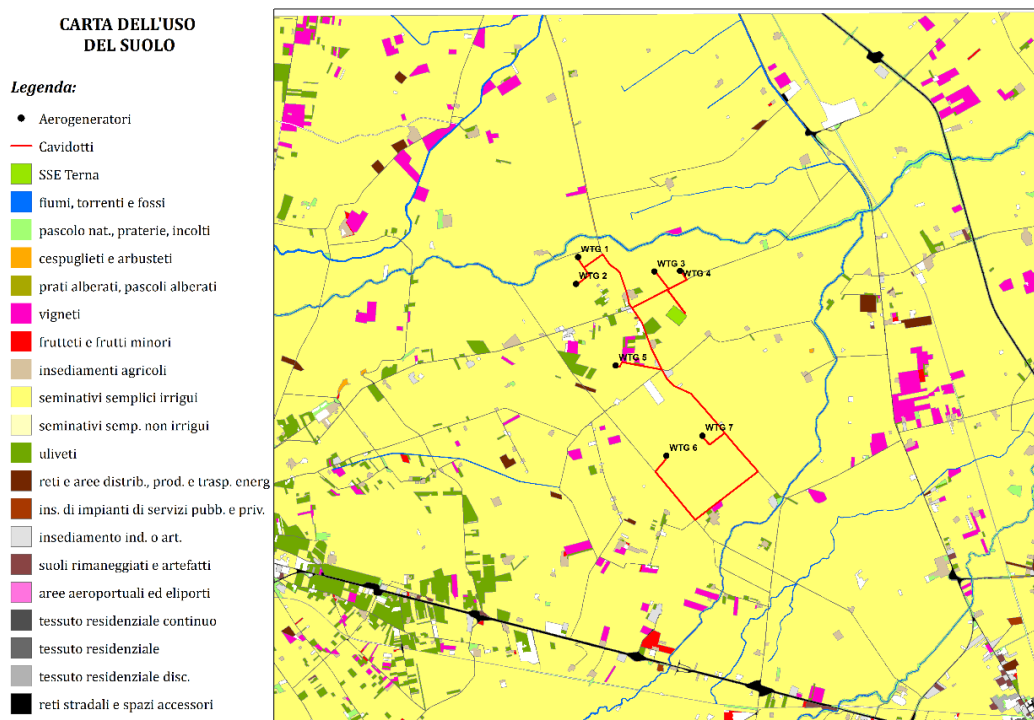 CARTA DELL'USO
DEL SUOLO
Legenda:
Aerogeneratori
Cavidotti
SSE Terna
fiumi, torrenti e fossi
pascolo nat., praterie, incolti
cespuglieti e arbusteti
prati alberati, pascoli alberati
vigneti
frutteti e frutti minori
insediamenti agricoli
seminativi semplici irrigui
seminativi semp. non irrigui
uliveti
reti e aree distrib., prod. e trasp. energ
ins. di impianti di servizi pubb. e priv.
insediamento ind. o art.
suoli rimaneggiati e artefatti
aree aeroportuali ed eliporti
tessuto residenziale continuo
tessuto residenziale
tessuto residenziale disc.
reti stradali e spazi accessori
WTG 1
WTG 2
WTG 3
WTG 4
WTG 5
WTG 7
WTG 6